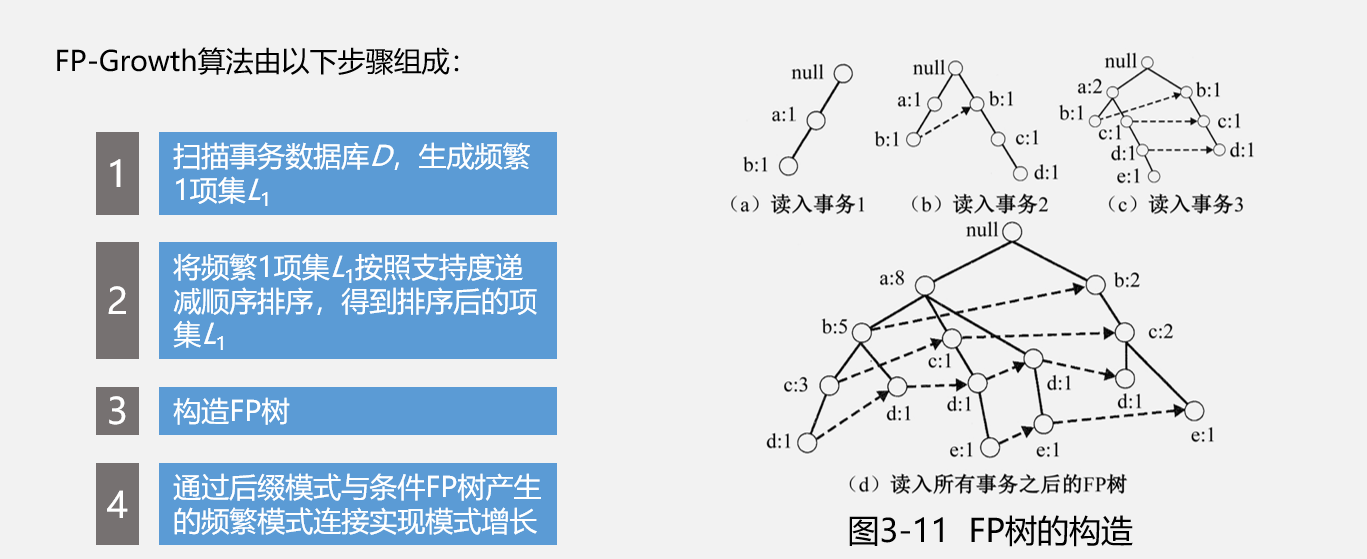 FP-Growth算法由以下步骤组成：
1
扫描事务数据库D，生成频繁
1项集L1
2
将频繁1项集L1按照支持度递
减顺序排序，得到排序后的项
集L1
3
构造FP树
4
通过后缀模式与条件FP树产生
的频繁模式连接实现模式增长
null
a:1
b:1
（a）读入事务1
null
a:1
b:1
b:1
c:1
d:1
（b）读入事务2
null
a:2
b:1
b:1
c:1
c:1
d:1
d:1
e:1
（c）读入事务3
null
a:8
b:2
b:5
c:2
c:1
c:3
d:1
d:1
d:1
d:1
d:1
e:1
e:1
e:1
（d）读入所有事务之后的FP树
图3-11 FP树的构造